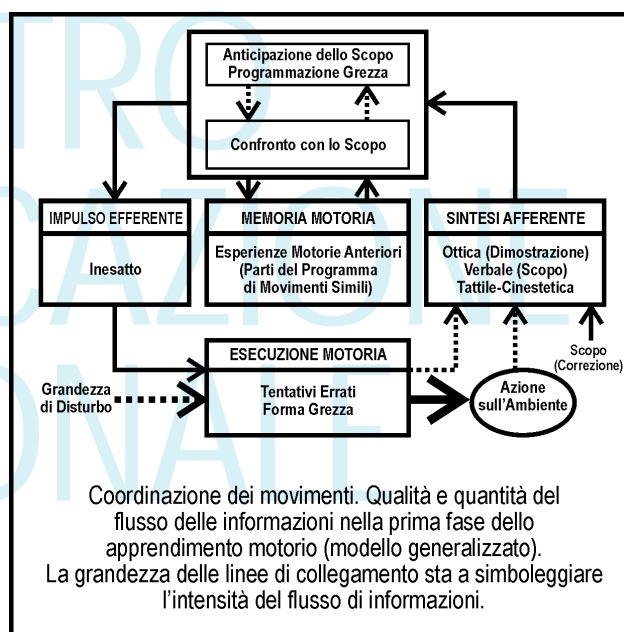 TRO
CAZIONE
ONALE
Anticipazione dello Scopo
Programmazione Grezza
Confronto con lo Scopo
IMPULSO EFFERENTE
Inesatto
MEMORIA MOTORIA
Esperienze Motorie Anteriori
(Parti del Programma
di Movimenti Simili)
SINTESI AFFERENTE
Ottica (Dimostrazione)
Verbale (Scopo)
Tattile-Cinestetica
ESECUZIONE MOTORIA
Tentativi Errati
Forma Grezza
Grandezza
di Disturbo
Azione
sull'Ambiente
Scopo
(Correzione)
Coordinazione dei movimenti. Qualità e quantità del
flusso delle informazioni nella prima fase dello
apprendimento motorio (modello generalizzato).
La grandezza delle linee di collegamento sta a simboleggiare
l'intensità del flusso di informazioni.